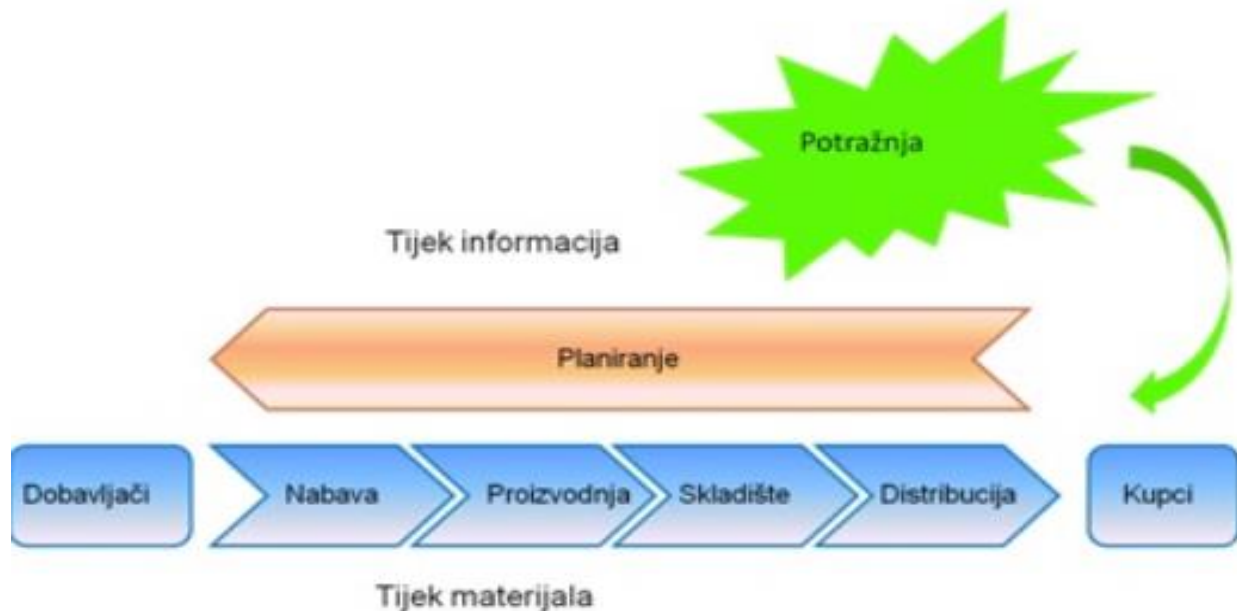 Potražnja
Tijek informacija
Planiranje
Dobavljači
Nabava
Proizvodnja
Skladište
Distribucija
Kupci
Tijek materijala